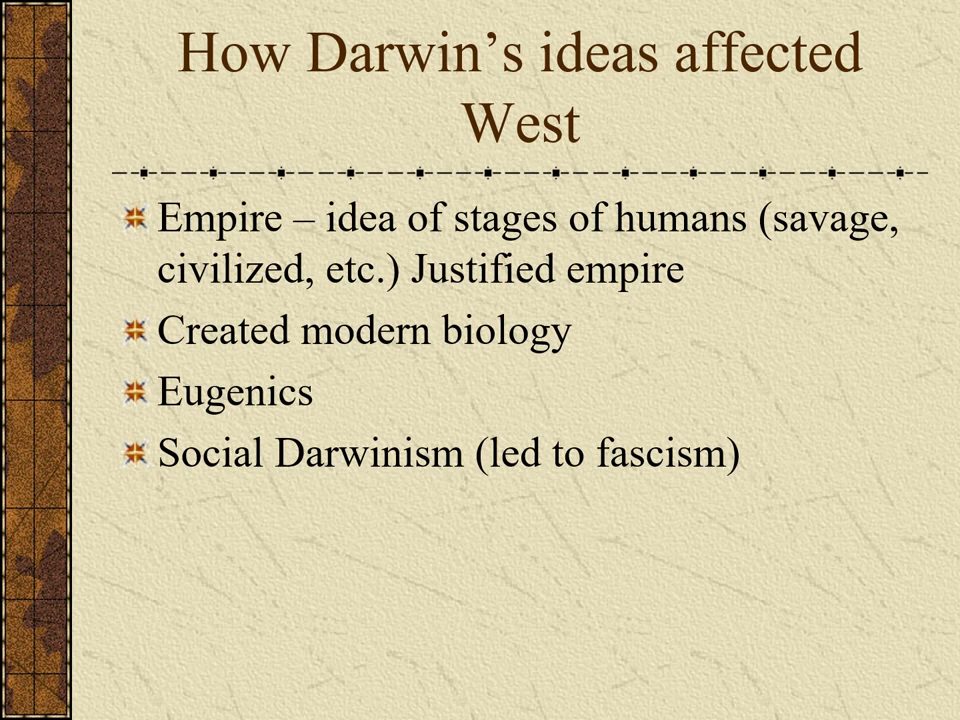 How Darwin’s ideas affected
West
Empire – idea of stages of humans (savage,
civilized, etc.) Justified empire
Created modern biology
Eugenics
Social Darwinism (led to fascism)